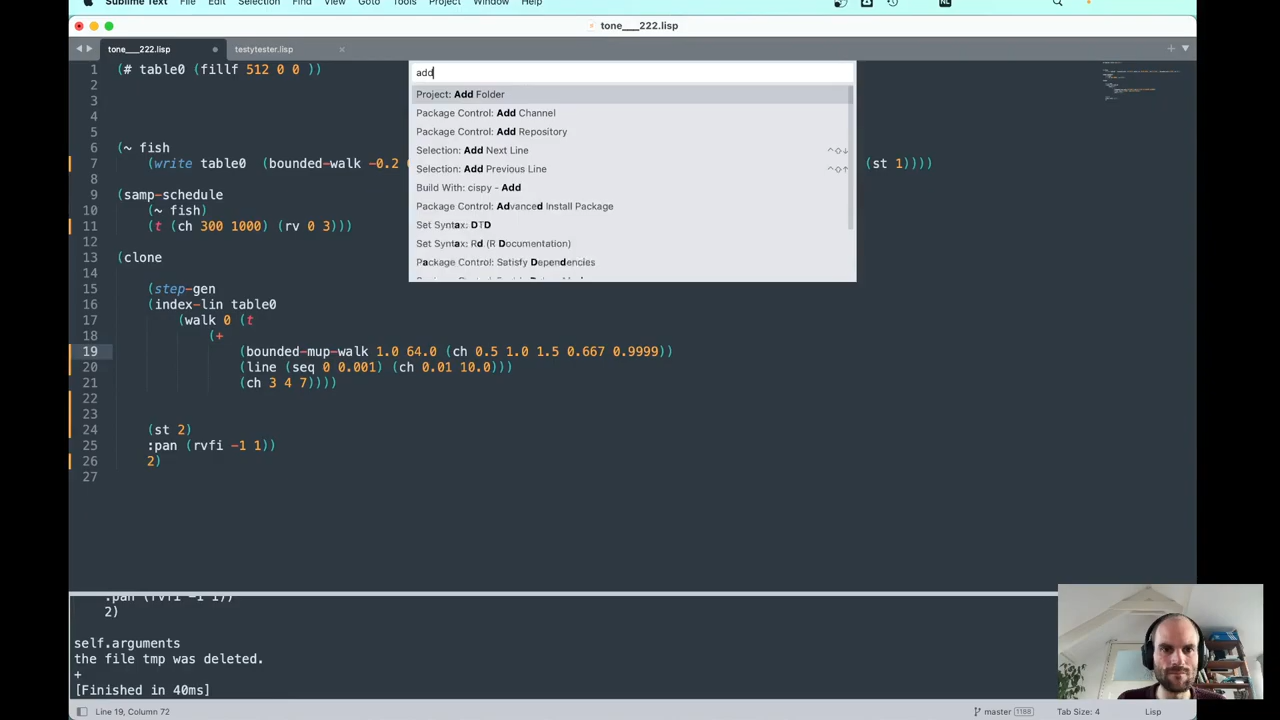 Sublime Text File Edit Selection Find View Goto Tools Project Window Help NL
tone___222.lisp
tone___222.lisp testytester.lisp
add
Project: Add Folder
Package Control: Add Channel
Package Control: Add Repository
Selection: Add Next Line ^⇧↓
Selection: Add Previous Line ^⇧↑
Build With: cispy - Add
Package Control: Advanced Install Package
Set Syntax: DTD
Set Syntax: Rd (R Documentation)
Package Control: Satisfy Dependencies
1 (# table0 (fillf 512 0 0 ))
2
3
4
5
6 (~ fish
7 (write table0 (bounded-walk -0.2 (st 1))))
8
9 (samp-schedule
10 (~ fish)
11 (t (ch 300 1000) (rv 0 3)))
12
13 (clone
14
15 (step-gen
16 (index-lin table0
17 (walk 0 (t
18 (+
19 (bounded-mup-walk 1.0 64.0 (ch 0.5 1.0 1.5 0.667 0.9999))
20 (line (seq 0 0.001) (ch 0.01 10.0)))
21 (ch 3 4 7))))
22
23
24 (st 2)
25 :pan (rvfi -1 1))
26 2)
27
:pan (rvfi -1 1))
2)
self.arguments
the file tmp was deleted.
+
[Finished in 40ms]
Line 19, Column 72 master 1188 Tab Size: 4 Lisp